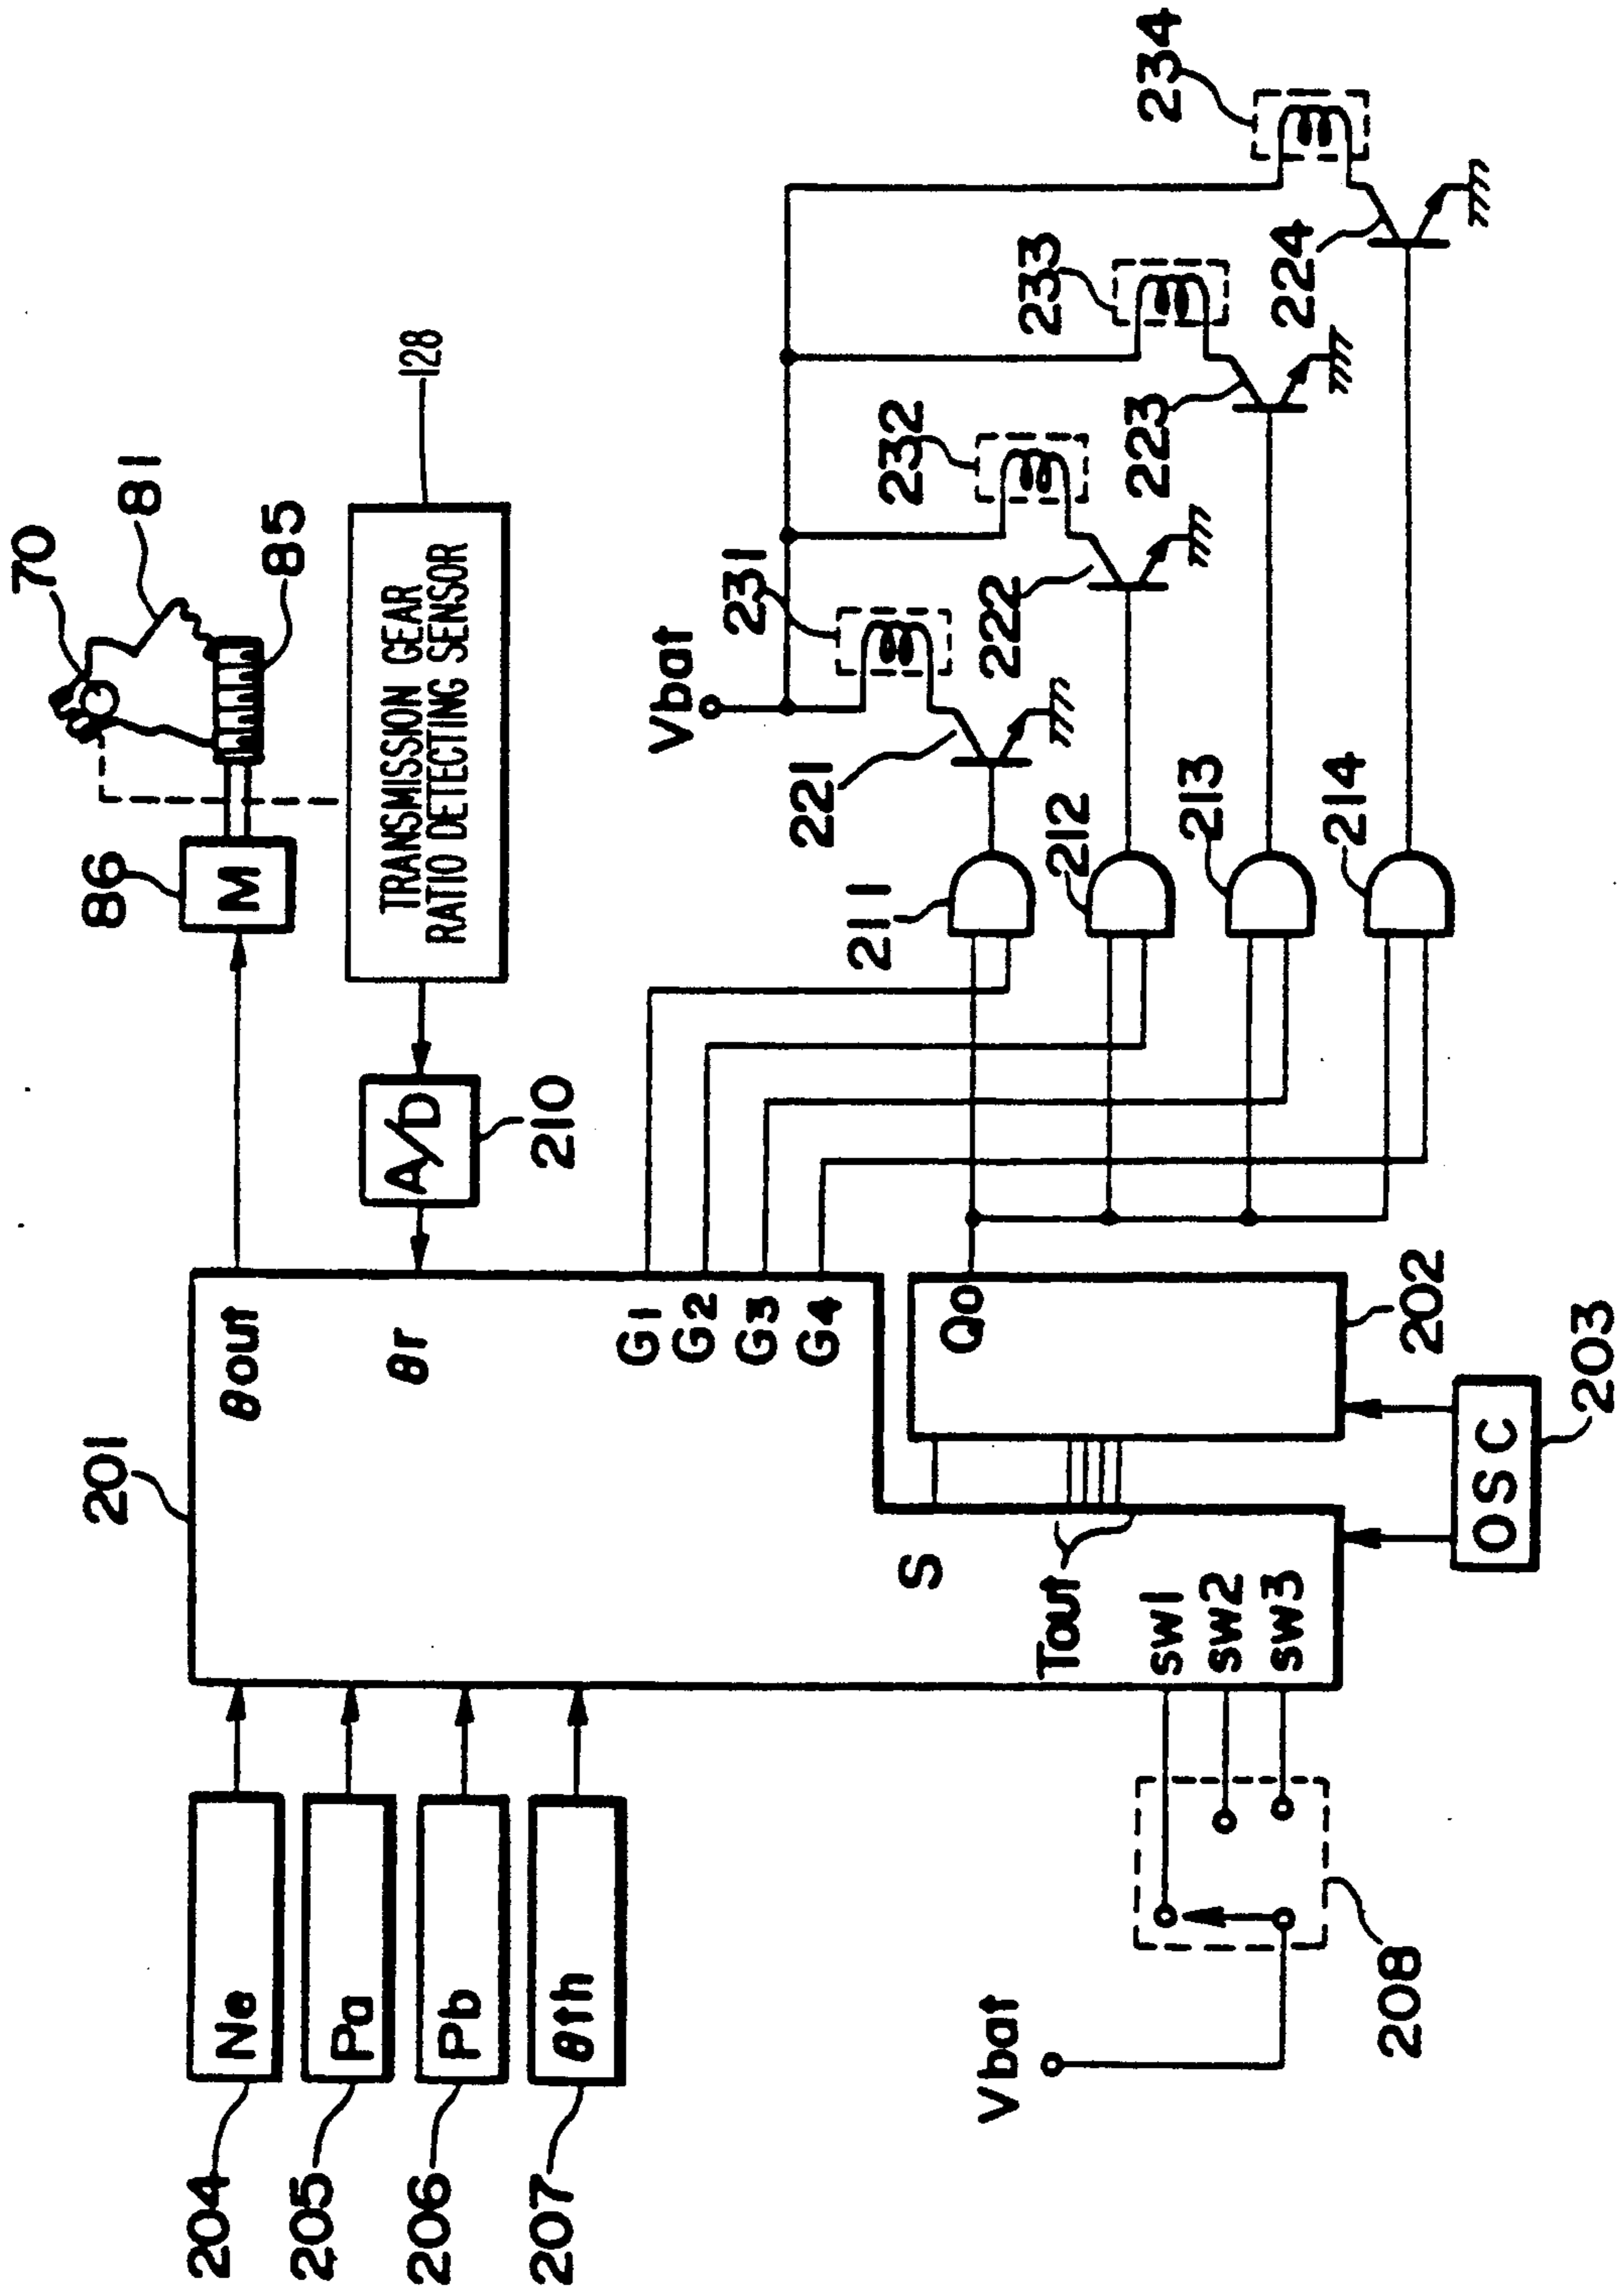 204
Ne
205
Pa
206
Pb
207
θth
201
θout
θr
G1
G2
G3
G4
S
Tout
sw1
sw2
sw3
Qo
202
OSC
203
Vbat
208
86
M
70
81
85
TRANSMISSION GEAR
RATIO DETECTING SENSOR
128
A/D
210
211
212
213
214
Vbat
221
222
223
224
231
232
233
234